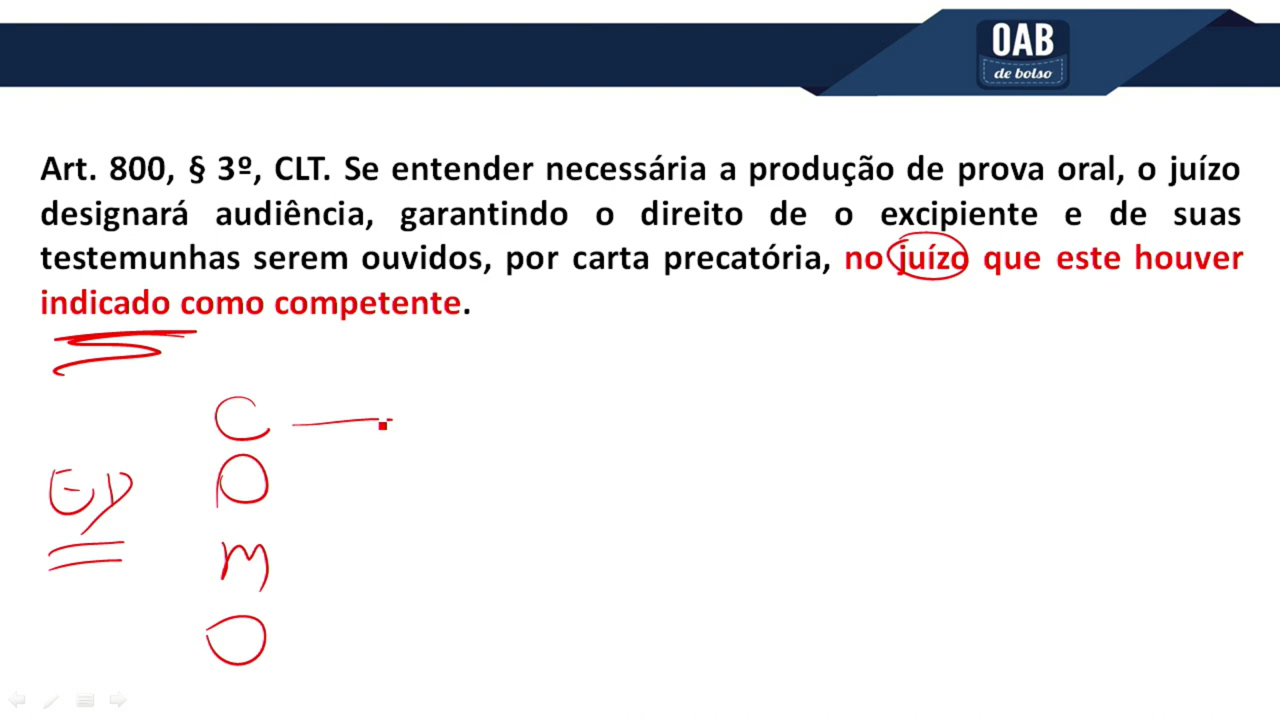 OAB
de bolso
Art. 800, § 3º, CLT. Se entender necessária a produção de prova oral, o juízo
designará audiência, garantindo o direito de o excipiente e de suas
testemunhas serem ouvidos, por carta precatória, no juízo que este houver
indicado como competente.
C
O
M
O